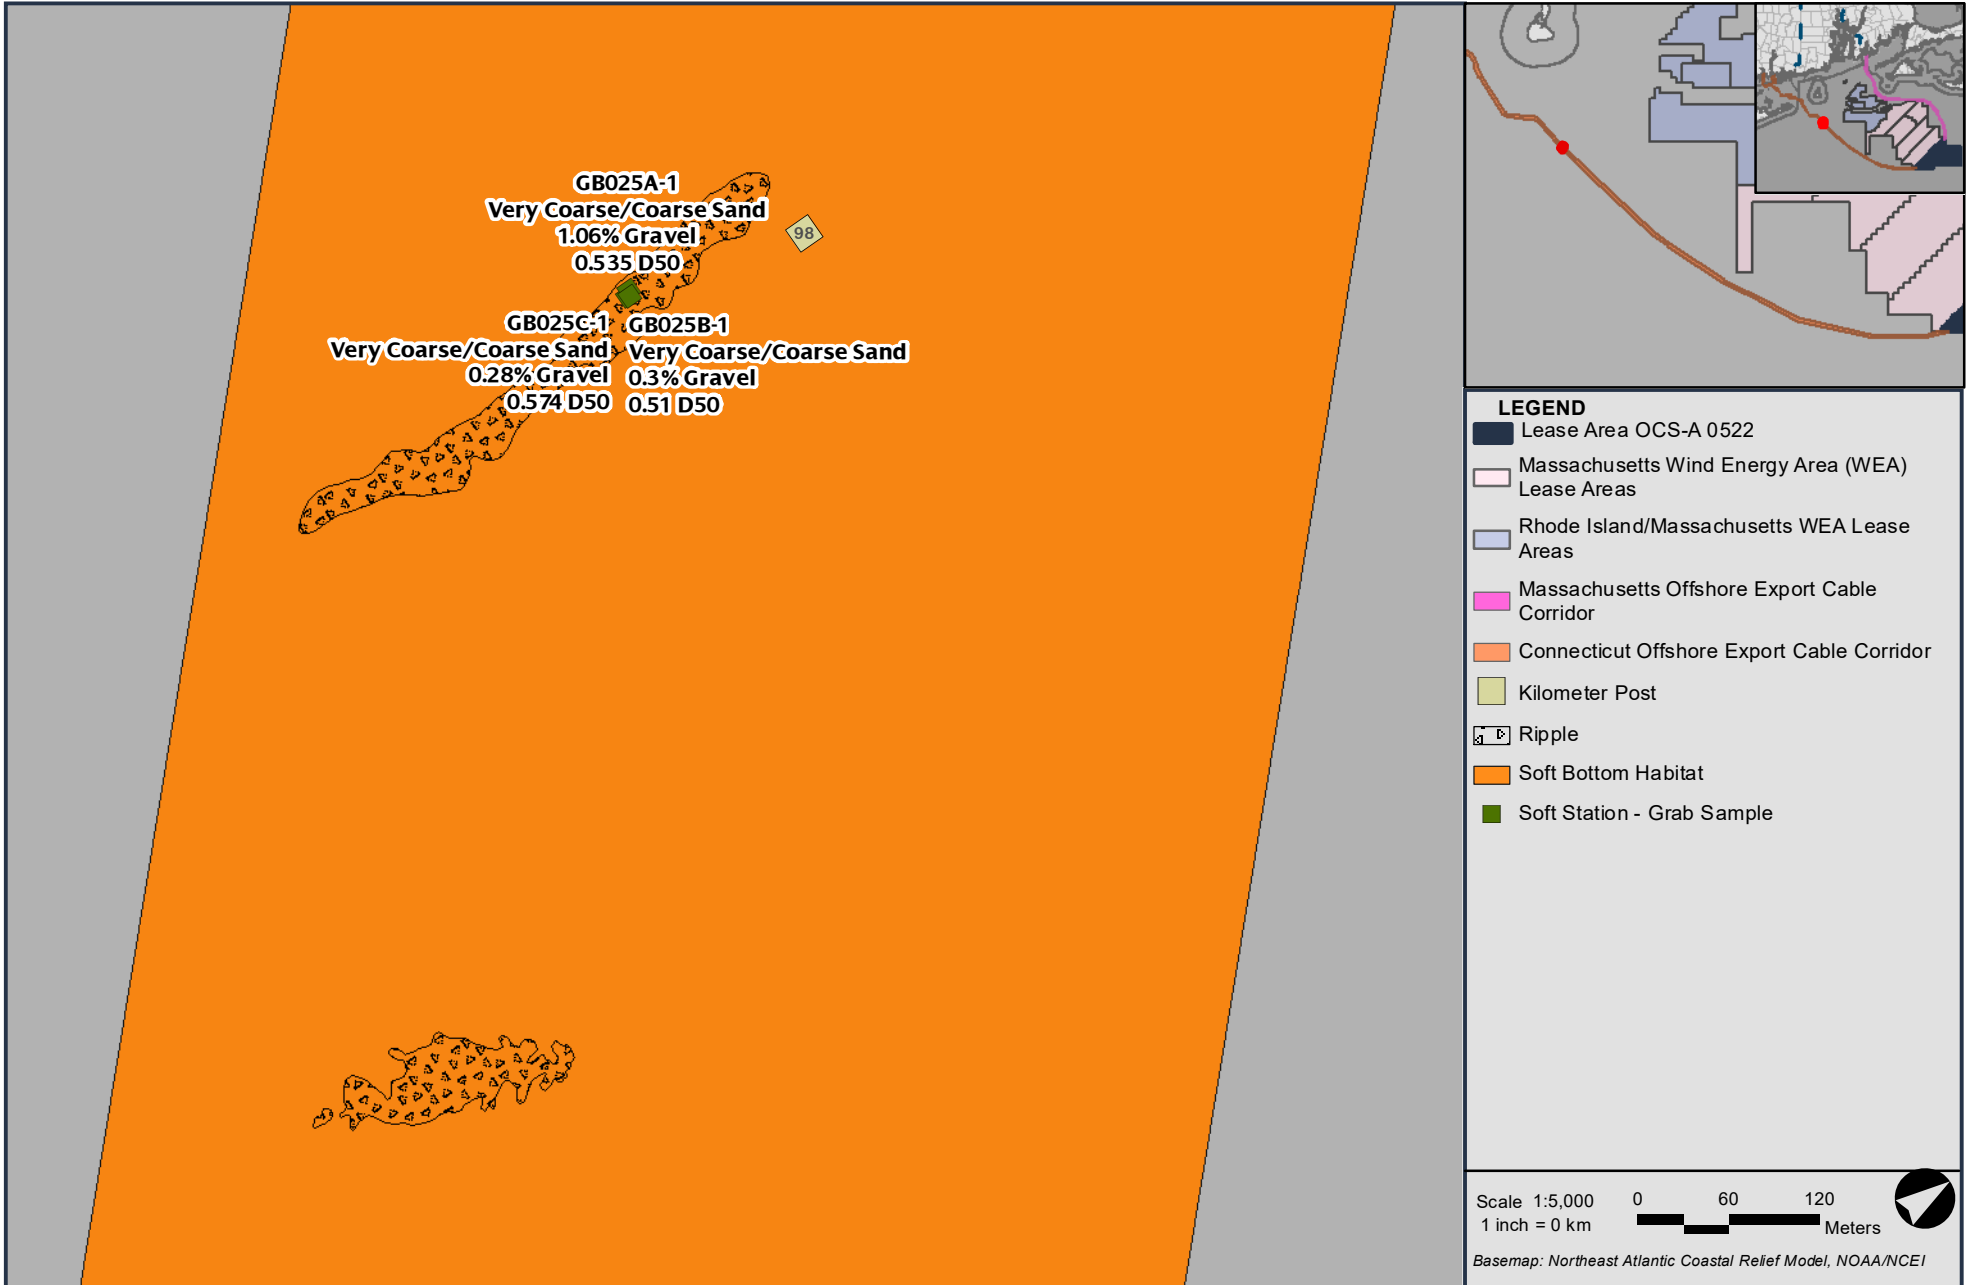 GB025A-1
Very Coarse/Coarse Sand
1.06% Gravel
0.535 D50
98
GB025C-1
Very Coarse/Coarse Sand
0.28% Gravel
0.574 D50
GB025B-1
Very Coarse/Coarse Sand
0.3% Gravel
0.51 D50
LEGEND
Lease Area OCS-A 0522
Massachusetts Wind Energy Area (WEA)
Lease Areas
Rhode Island/Massachusetts WEA Lease
Areas
Massachusetts Offshore Export Cable
Corridor
Connecticut Offshore Export Cable Corridor
Kilometer Post
Ripple
Soft Bottom Habitat
Soft Station - Grab Sample
Scale 1:5,000
1 inch = 0 km
0 60 120
Meters
Basemap: Northeast Atlantic Coastal Relief Model, NOAA/NCEI